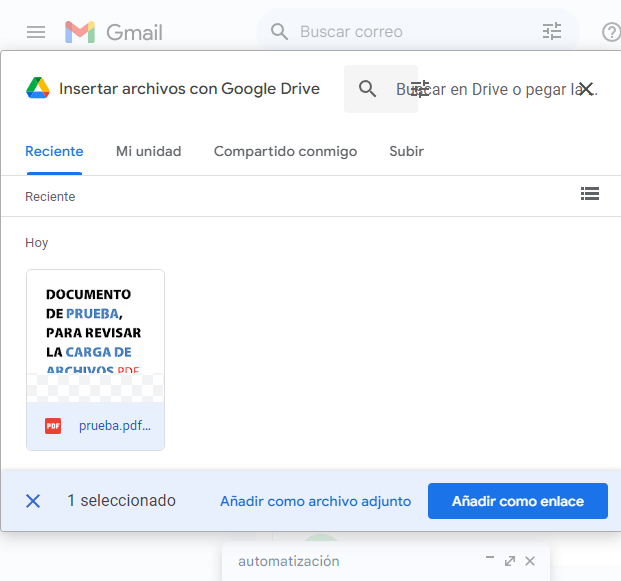 Gmail
Buscar correo
Insertar archivos con Google Drive
Buscar en Drive o pegar la...
Reciente
Mi unidad
Compartido conmigo
Subir
Reciente
Hoy
DOCUMENTO
DE PRUEBA,
PARA REVISAR
LA CARGA DE
ARCHIVOS PDF
PDF
prueba.pdf...
1 seleccionado
Añadir como archivo adjunto
Añadir como enlace
automatización